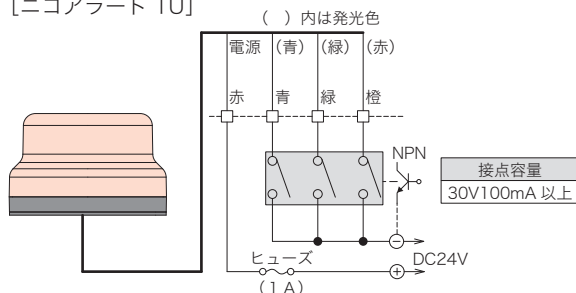 ［ニコアラート 10］
（　）内は発光色
電源 （青） （緑） （赤）
赤 青 緑 橙
NPN
接点容量
30V100mA 以上
ヒューズ
（1 A）
DC24V